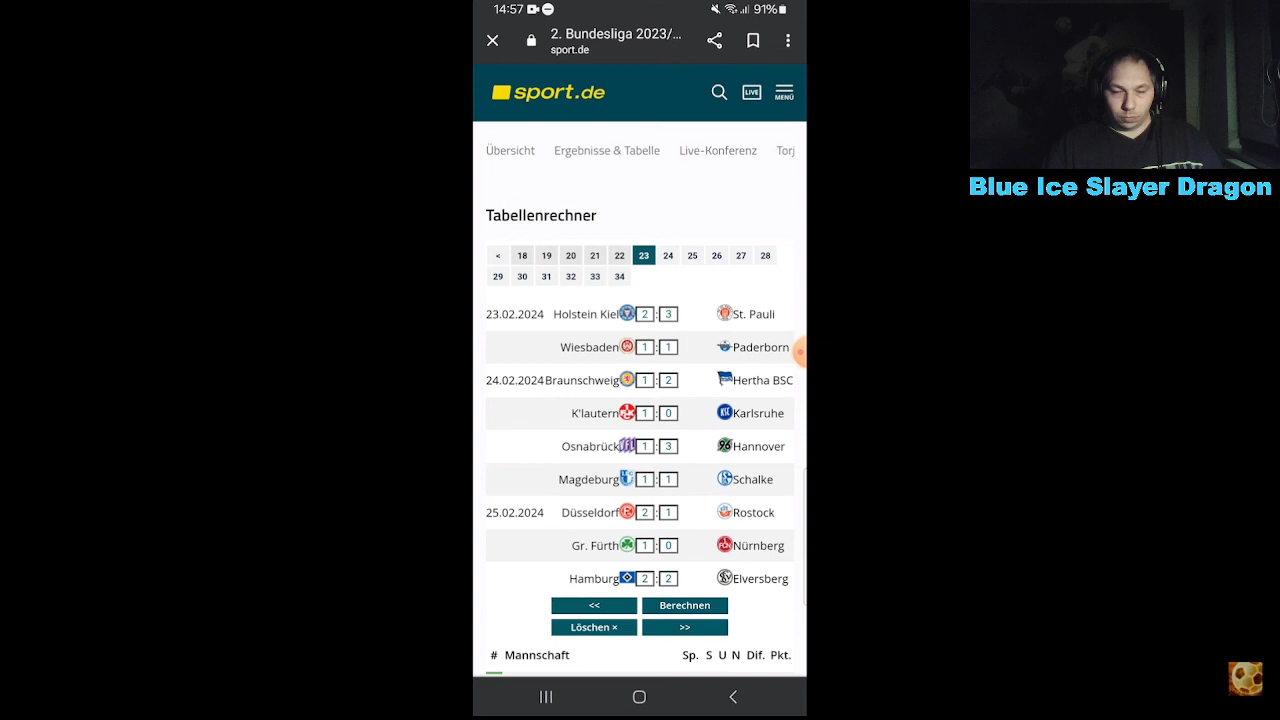 14:57 91%
2. Bundesliga 2023/...
sport.de
sport.de LIVE MENÜ
Übersicht Ergebnisse & Tabelle Live-Konferenz Torj
Tabellenrechner
< 18 19 20 21 22 23 24 25 26 27 28
29 30 31 32 33 34
23.02.2024 Holstein Kiel 2 : 3 St. Pauli
Wiesbaden 1 : 1 Paderborn
24.02.2024 Braunschweig 1 : 2 Hertha BSC
K'lautern 1 : 0 Karlsruhe
Osnabrück 1 : 3 Hannover
Magdeburg 1 : 1 Schalke
25.02.2024 Düsseldorf 2 : 1 Rostock
Gr. Fürth 1 : 0 Nürnberg
Hamburg 2 : 2 Elversberg
<< Berechnen
Löschen × >>
# Mannschaft Sp. S U N Dif. Pkt.
Blue Ice Slayer Dragon